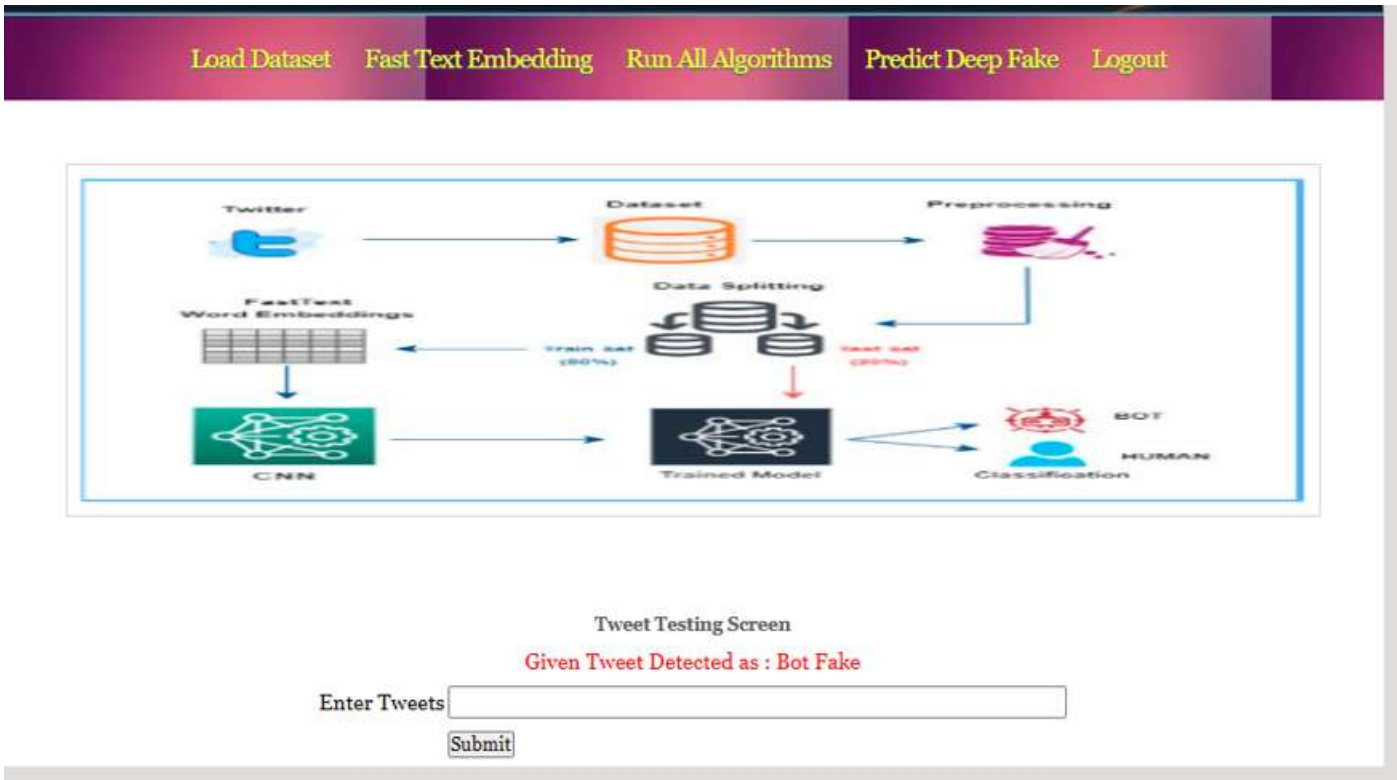 Load Dataset Fast Text Embedding Run All Algorithms Predict Deep Fake Logout
Twitter
Dataset
Preprocessing
Data Splitting
FastText
Word Embeddings
Train set
(80%)
Test set
(20%)
BOT
HUMAN
CNN
Trained Model
Classification
Tweet Testing Screen
Given Tweet Detected as : Bot Fake
Enter Tweets
Submit